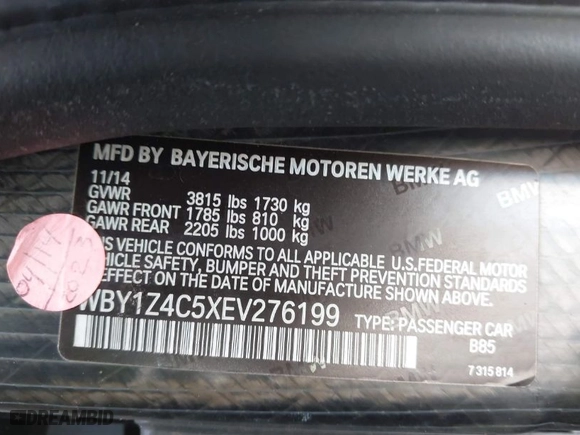 MFD BY BAYERISCHE MOTOREN WERKE AG
11/14
GVWR 3815 lbs 1730 kg
GAWR FRONT 1785 lbs 810 kg
GAWR REAR 2205 lbs 1000 kg
VEHICLE CONFORMS TO ALL APPLICABLE U.S.FEDERAL MOTOR
VEHICLE SAFETY, BUMPER AND THEFT PREVENTION STANDARDS
EFFECT ON THE DATE OF MANUFACTURE SHOWN ABOVE.
WBY1Z4C5XEV276199 TYPE: PASSENGER CAR
B85
7 315 814
BMW
BMW
BMW
DREAMBID